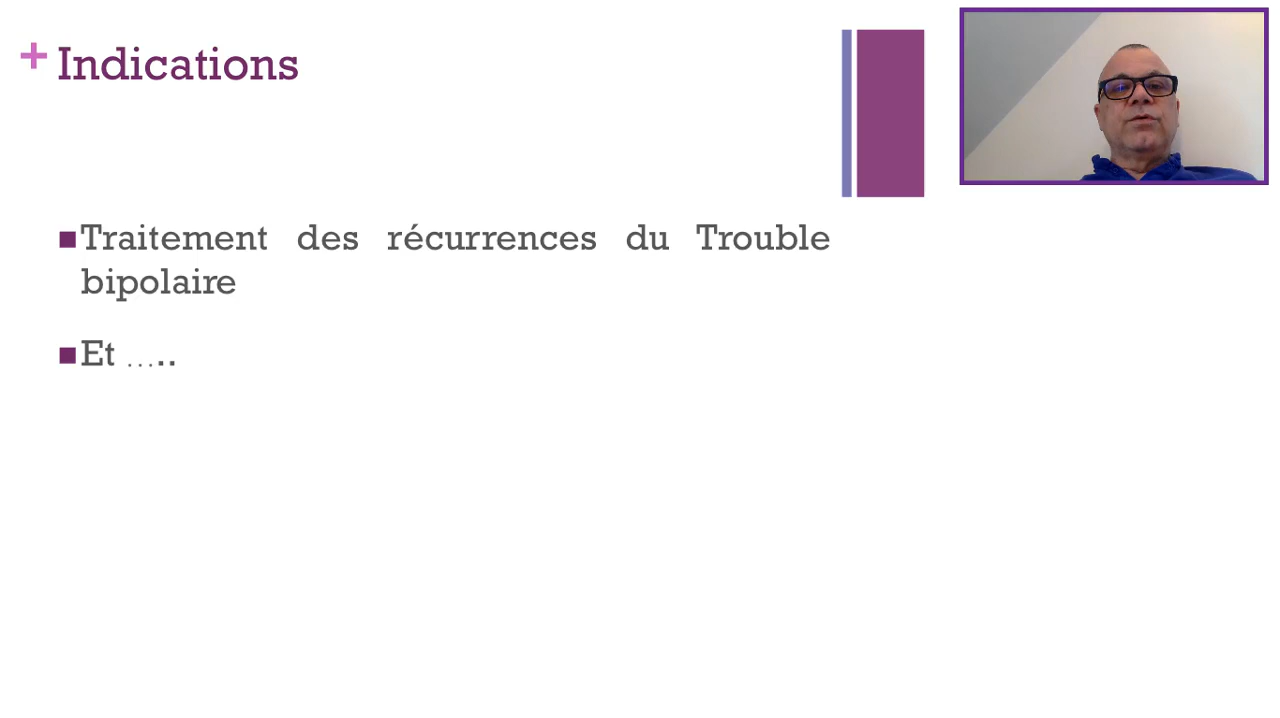 + Indications
■ Traitement des récurrences du Trouble
bipolaire
■ Et …..